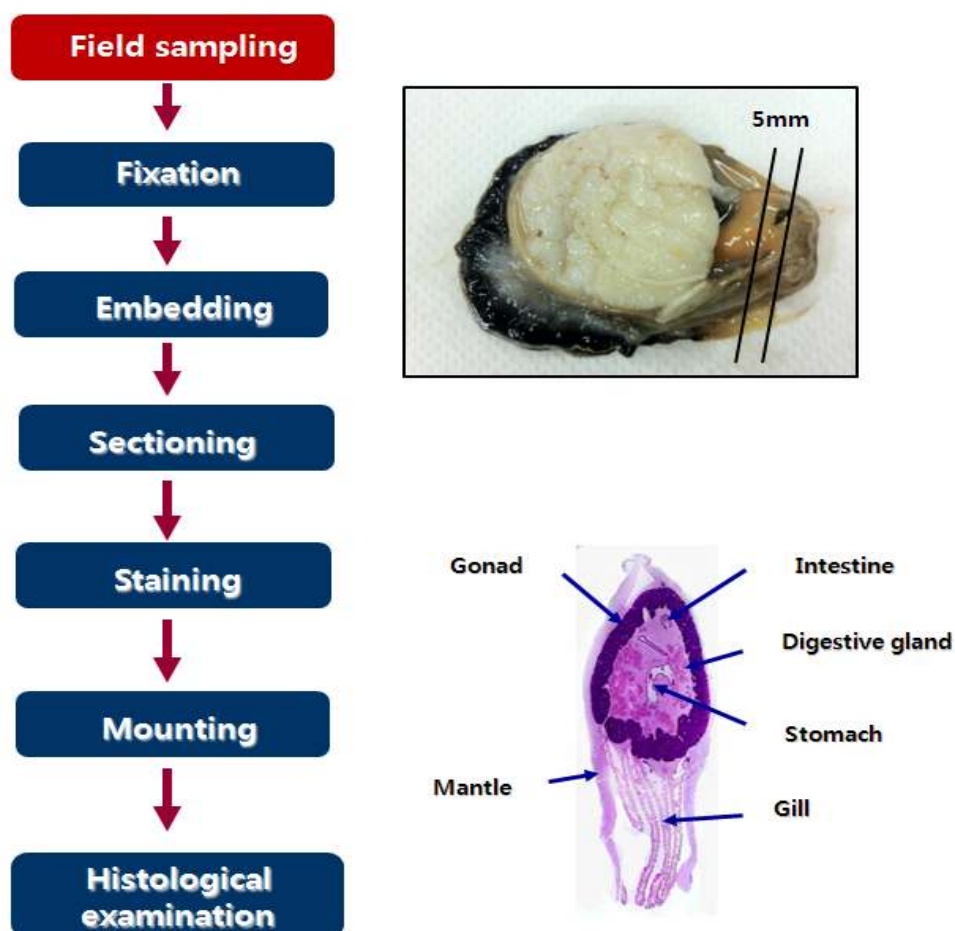 Field sampling
Fixation
Embedding
Sectioning
Staining
Mounting
Histological
examination
5mm
Gonad
Intestine
Digestive gland
Stomach
Mantle
Gill